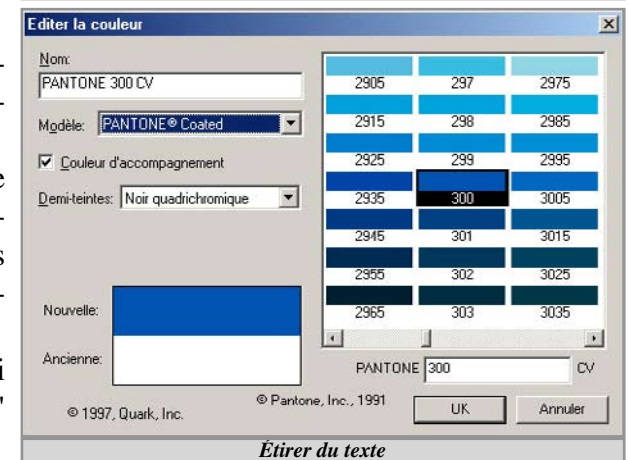 Editer la couleur
Nom:
PANTONE 300 CV
Modèle: PANTONE® Coated
Couleur d'accompagnement
Demi-teintes: Noir quadrichromique
Nouvelle:
Ancienne:
© 1997, Quark, Inc.
© Pantone, Inc., 1991
2905 297 2975
2915 298 2985
2925 299 2995
2935 300 3005
2945 301 3015
2955 302 3025
2965 303 3035
PANTONE 300 CV
UK Annuler
Étirer du texte
-
-
e
-
s
-
i
"